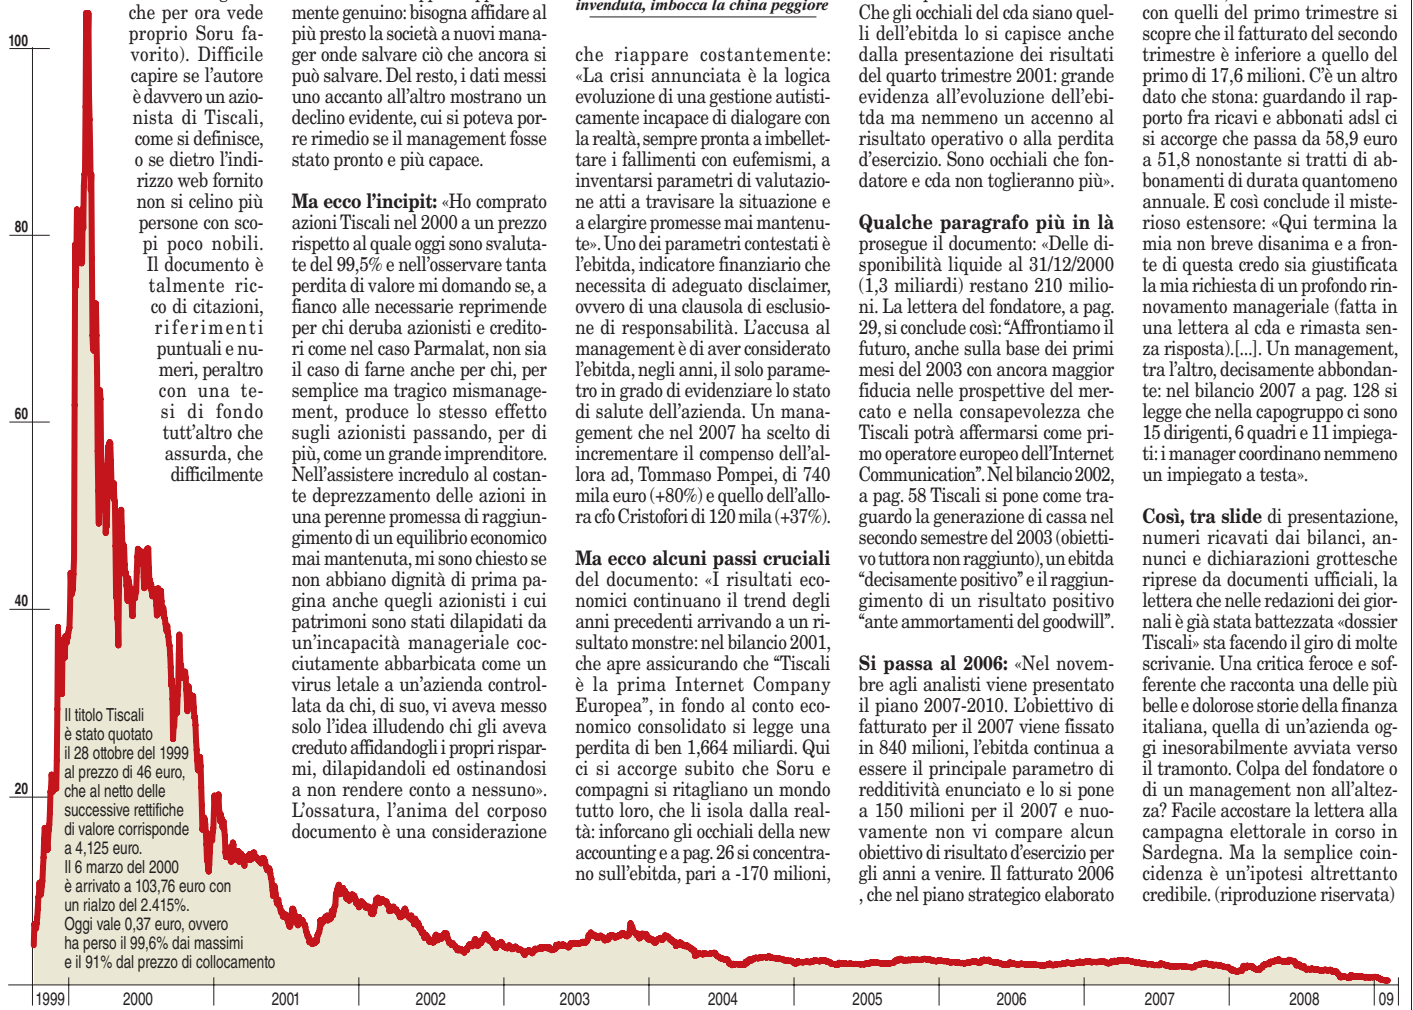 che per ora vede
proprio Soru fa-
vorito). Difficile
capire se l'autore
è davvero un azio-
nista di Tiscali,
come si definisce,
o se dietro l'indi-
rizzo web fornito
non si celino più
persone con sco-
pi poco nobili.
Il documento è
talmente ric-
co di citazioni,
riferimenti
puntuali e nu-
meri, peraltro
con una te-
si di fondo
tutt'altro che
assurda, che
difficilmente
mente genuino: bisogna affidare al
più presto la società a nuovi mana-
ger onde salvare ciò che ancora si
può salvare. Del resto, i dati messi
uno accanto all'altro mostrano un
declino evidente, cui si poteva por-
re rimedio se il management fosse
stato pronto e più capace.
Ma ecco l'incipit: «Ho comprato
azioni Tiscali nel 2000 a un prezzo
rispetto al quale oggi sono svaluta-
te del 99,5% e nell'osservare tanta
perdita di valore mi domando se, a
fianco alle necessarie reprimende
per chi deruba azionisti e credito-
ri come nel caso Parmalat, non sia
il caso di farne anche per chi, per
semplice ma tragico mismanage-
ment, produce lo stesso effetto
sugli azionisti passando, per di
più, come un grande imprenditore.
Nell'assistere incredulo al costan-
te deprezzamento delle azioni in
una perenne promessa di raggiun-
gimento di un equilibrio economico
mai mantenuta, mi sono chiesto se
non abbiano dignità di prima pa-
gina anche quegli azionisti i cui
patrimoni sono stati dilapidati da
un'incapacità manageriale coc-
ciutamente abbarbicata come un
virus letale a un'azienda control-
lata da chi, di suo, vi aveva messo
solo l'idea illudendo chi gli aveva
creduto affidandogli i propri rispar-
mi, dilapidandoli ed ostinandosi
a non rendere conto a nessuno».
L'ossatura, l'anima del corposo
documento è una considerazione
invenduta, imbocca la china peggiore
che riappare costantemente:
«La crisi annunciata è la logica
evoluzione di una gestione autisti-
camente incapace di dialogare con
la realtà, sempre pronta a imbellet-
tare i fallimenti con eufemismi, a
inventarsi parametri di valutazio-
ne atti a travisare la situazione e
a elargire promesse mai mantenu-
te». Uno dei parametri contestati è
l'ebitda, indicatore finanziario che
necessita di adeguato disclaimer,
ovvero di una clausola di esclusio-
ne di responsabilità. L'accusa al
management è di aver considerato
l'ebitda, negli anni, il solo parame-
tro in grado di evidenziare lo stato
di salute dell'azienda. Un mana-
gement che nel 2007 ha scelto di
incrementare il compenso dell'al-
lora ad, Tommaso Pompei, di 740
mila euro (+80%) e quello dell'allo-
ra cfo Cristofori di 120 mila (+37%).
Ma ecco alcuni passi cruciali
del documento: «I risultati eco-
nomici continuano il trend degli
anni precedenti arrivando a un ri-
sultato monstre: nel bilancio 2001,
che apre assicurando che "Tiscali
è la prima Internet Company
Europea", in fondo al conto eco-
nomico consolidato si legge una
perdita di ben 1,664 miliardi. Qui
ci si accorge subito che Soru e
compagni si ritagliano un mondo
tutto loro, che li isola dalla real-
tà: inforcano gli occhiali della new
accounting e a pag. 26 si concentra-
no sull'ebitda, pari a -170 milioni,
Che gli occhiali del cda siano quel-
li dell'ebitda lo si capisce anche
dalla presentazione dei risultati
del quarto trimestre 2001: grande
evidenza all'evoluzione dell'ebi-
tda ma nemmeno un accenno al
risultato operativo o alla perdita
d'esercizio. Sono occhiali che fon-
datore e cda non toglieranno più».
Qualche paragrafo più in là
prosegue il documento: «Delle di-
sponibilità liquide al 31/12/2000
(1,3 miliardi) restano 210 milio-
ni. La lettera del fondatore, a pag.
29, si conclude così: "Affrontiamo il
futuro, anche sulla base dei primi
mesi del 2003 con ancora maggior
fiducia nelle prospettive del mer-
cato e nella consapevolezza che
Tiscali potrà affermarsi come pri-
mo operatore europeo dell'Internet
Communication". Nel bilancio 2002,
a pag. 58 Tiscali si pone come tra-
guardo la generazione di cassa nel
secondo semestre del 2003 (obietti-
vo tuttora non raggiunto), un ebitda
"decisamente positivo" e il raggiun-
gimento di un risultato positivo
"ante ammortamenti del goodwill".
Si passa al 2006: «Nel novem-
bre agli analisti viene presentato
il piano 2007-2010. L'obiettivo di
fatturato per il 2007 viene fissato
in 840 milioni, l'ebitda continua a
essere il principale parametro di
redditività enunciato e lo si pone
a 150 milioni per il 2007 e nuo-
vamente non vi compare alcun
obiettivo di risultato d'esercizio per
gli anni a venire. Il fatturato 2006
, che nel piano strategico elaborato
con quelli del primo trimestre si
scopre che il fatturato del secondo
trimestre è inferiore a quello del
primo di 17,6 milioni. C'è un altro
dato che stona: guardando il rap-
porto fra ricavi e abbonati adsl ci
si accorge che passa da 58,9 euro
a 51,8 nonostante si tratti di ab-
bonamenti di durata quantomeno
annuale. E così conclude il miste-
rioso estensore: «Qui termina la
mia non breve disanima e a fron-
te di questa credo sia giustificata
la mia richiesta di un profondo rin-
novamento manageriale (fatta in
una lettera al cda e rimasta sen-
za risposta).[...]. Un management,
tra l'altro, decisamente abbondan-
te: nel bilancio 2007 a pag. 128 si
legge che nella capogruppo ci sono
15 dirigenti, 6 quadri e 11 impiega-
ti: i manager coordinano nemmeno
un impiegato a testa».
Così, tra slide di presentazione,
numeri ricavati dai bilanci, an-
nunci e dichiarazioni grottesche
riprese da documenti ufficiali, la
lettera che nelle redazioni dei gior-
nali è già stata battezzata «dossier
Tiscali» sta facendo il giro di molte
scrivanie. Una critica feroce e sof-
ferente che racconta una delle più
belle e dolorose storie della finanza
italiana, quella di un'azienda og-
gi inesorabilmente avviata verso
il tramonto. Colpa del fondatore o
di un management non all'altez-
za? Facile accostare la lettera alla
campagna elettorale in corso in
Sardegna. Ma la semplice coin-
cidenza è un'ipotesi altrettanto
credibile. (riproduzione riservata)
100
80
60
40
20
Il titolo Tiscali
è stato quotato
il 28 ottobre del 1999
al prezzo di 46 euro,
che al netto delle
successive rettifiche
di valore corrisponde
a 4,125 euro.
Il 6 marzo del 2000
è arrivato a 103,76 euro con
un rialzo del 2.415%.
Oggi vale 0,37 euro, ovvero
ha perso il 99,6% dai massimi
e il 91% dal prezzo di collocamento
1999 2000 2001 2002 2003 2004 2005 2006 2007 2008 09